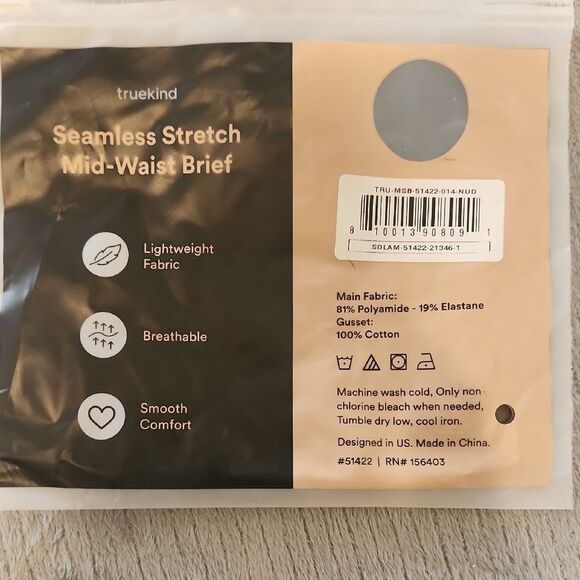 truekind
Seamless Stretch
Mid-Waist Brief
Lightweight
Fabric
Breathable
Smooth
Comfort
TRU-MSB-51422-014-NUD
8 10013 90809 1
SOLAM-51422-21346-1
Main Fabric:
81% Polyamide - 19% Elastane
Gusset:
100% Cotton
Machine wash cold, Only non
chlorine bleach when needed,
Tumble dry low, cool iron.
Designed in US. Made in China.
#51422 | RN# 156403